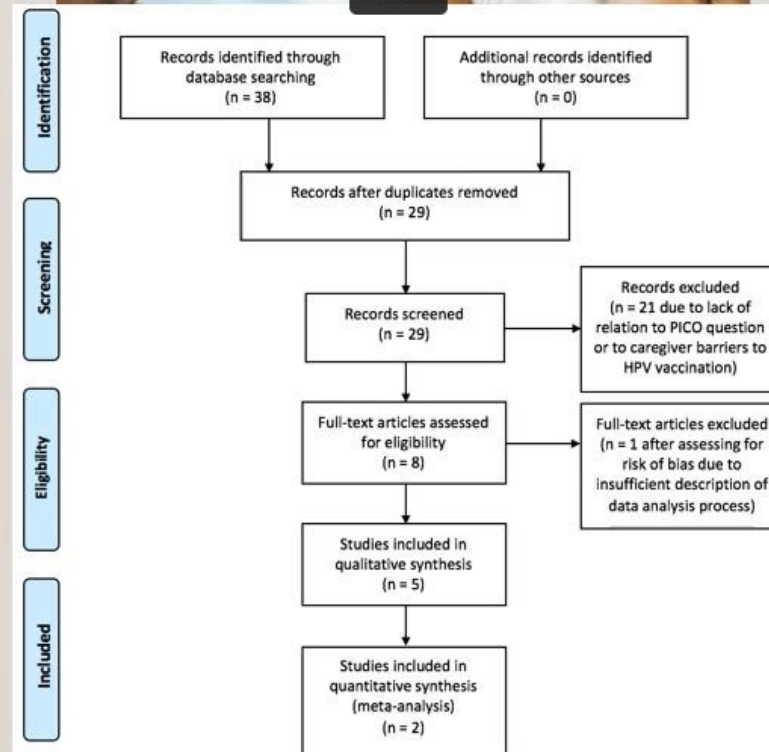 Identification
Records identified through
database searching
(n = 38)
Additional records identified
through other sources
(n = 0)
Records after duplicates removed
(n = 29)
Screening
Records screened
(n = 29)
Records excluded
(n = 21 due to lack of
relation to PICO question
or to caregiver barriers to
HPV vaccination)
Eligibility
Full-text articles assessed
for eligibility
(n = 8)
Full-text articles excluded
(n = 1 after assessing for
risk of bias due to
insufficient description of
data analysis process)
Studies included in
qualitative synthesis
(n = 5)
Included
Studies included in
quantitative synthesis
(meta-analysis)
(n = 2)